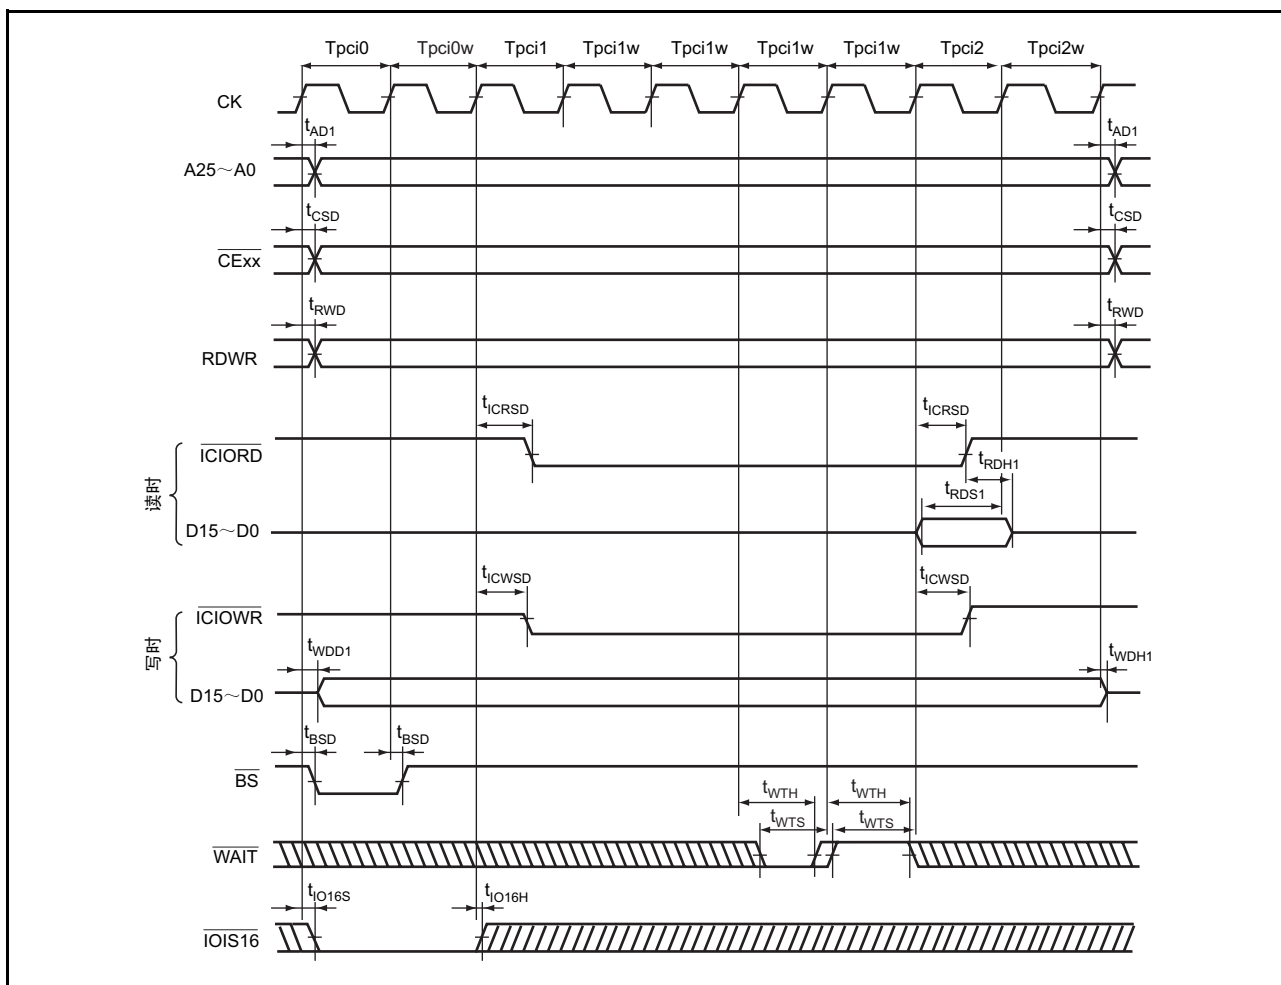 Tpci0 Tpci0w Tpci1 Tpci1w Tpci1w Tpci1w Tpci1w Tpci2 Tpci2w
CK
tAD1 tAD1
A25～A0
tCSD tCSD
CExx
tRWD tRWD
RDWR
tICRSD tICRSD
ICIORD
tRDH1
读时
tRDS1
D15～D0
tICWSD tICWSD
ICIOWR
写时
tWDD1 tWDH1
D15～D0
tBSD tBSD
BS
tWTH tWTH
tWTS tWTS
WAIT
tIO16S tIO16H
IOIS16